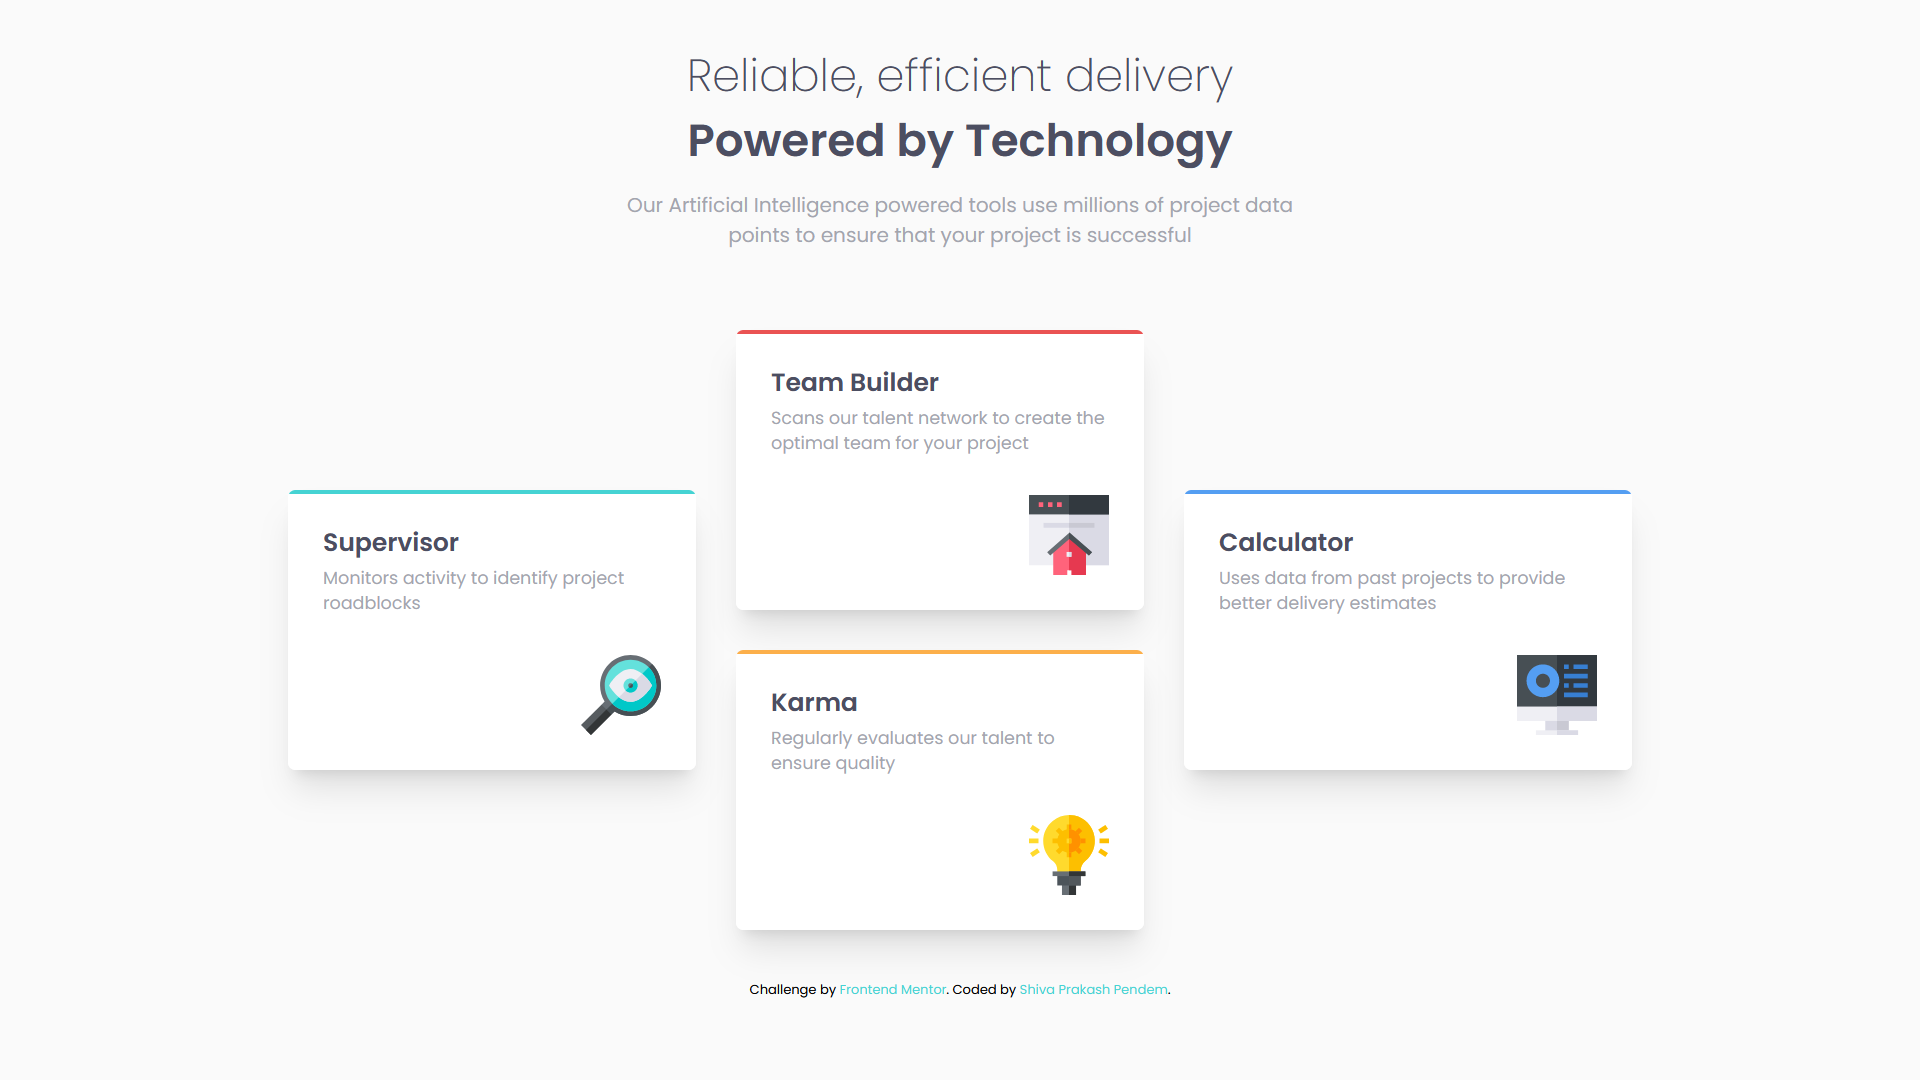 Reliable, efficient delivery
Powered by Technology
Our Artificial Intelligence powered tools use millions of project data
points to ensure that your project is successful
Team Builder
Scans our talent network to create the
optimal team for your project
Supervisor
Monitors activity to identify project
roadblocks
Calculator
Uses data from past projects to provide
better delivery estimates
Karma
Regularly evaluates our talent to
ensure quality
Challenge by Frontend Mentor. Coded by Shiva Prakash Pendem.